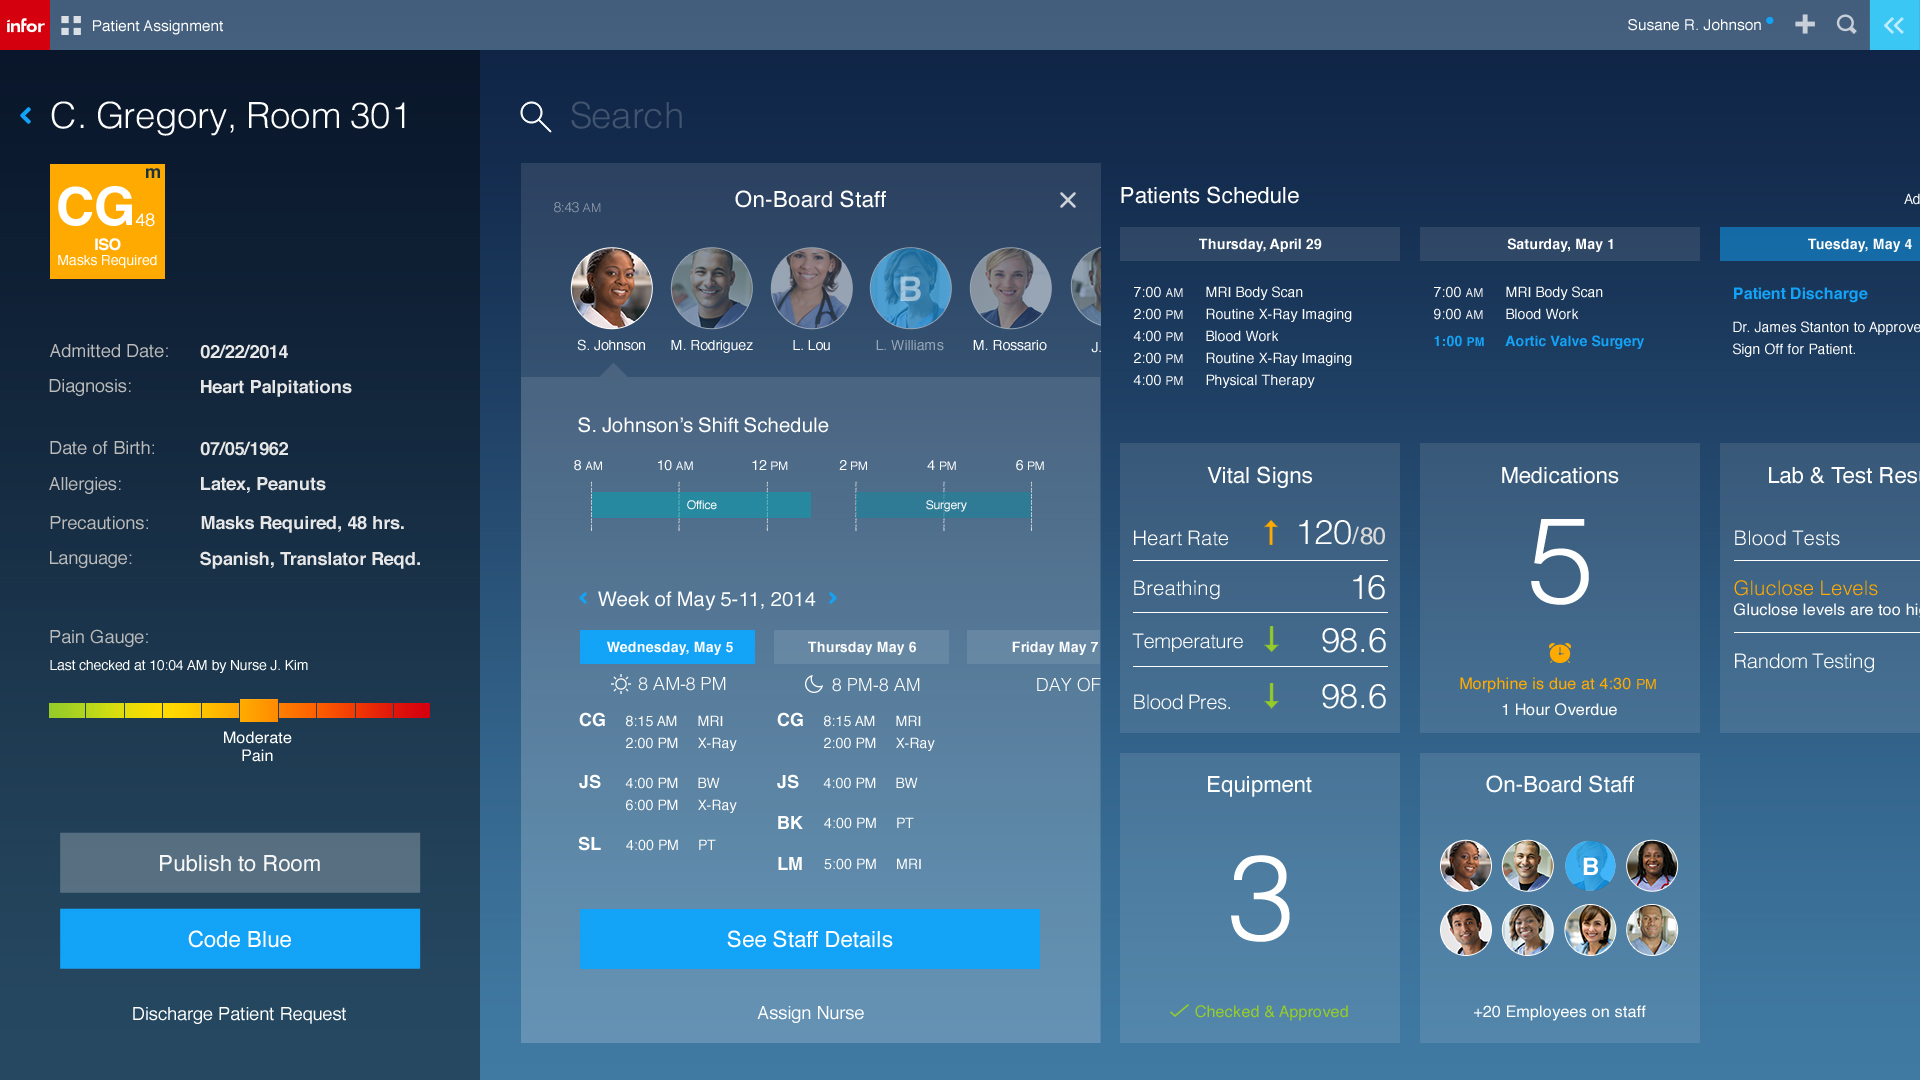 infor
Patient Assignment
Susane R. Johnson
C. Gregory, Room 301
m
CG 48
ISO
Masks Required
Admitted Date: 02/22/2014
Diagnosis: Heart Palpitations
Date of Birth: 07/05/1962
Allergies: Latex, Peanuts
Precautions: Masks Required, 48 hrs.
Language: Spanish, Translator Reqd.
Pain Gauge:
Last checked at 10:04 AM by Nurse J. Kim
Moderate
Pain
Publish to Room
Code Blue
Discharge Patient Request
Search
8:43 AM
On-Board Staff
B
S. Johnson
M. Rodriguez
L. Lou
L. Williams
M. Rossario
J.
S. Johnson's Shift Schedule
8 AM 10 AM 12 PM 2 PM 4 PM 6 PM
Office
Surgery
Week of May 5-11, 2014
Wednesday, May 5
8 AM-8 PM
CG 8:15 AM MRI
2:00 PM X-Ray
JS 4:00 PM BW
6:00 PM X-Ray
SL 4:00 PM PT
Thursday May 6
8 PM-8 AM
CG 8:15 AM MRI
2:00 PM X-Ray
JS 4:00 PM BW
BK 4:00 PM PT
LM 5:00 PM MRI
Friday May 7
DAY OF
See Staff Details
Assign Nurse
Patients Schedule
Ad
Thursday, April 29
7:00 AM MRI Body Scan
2:00 PM Routine X-Ray Imaging
4:00 PM Blood Work
2:00 PM Routine X-Ray Imaging
4:00 PM Physical Therapy
Saturday, May 1
7:00 AM MRI Body Scan
9:00 AM Blood Work
1:00 PM Aortic Valve Surgery
Tuesday, May 4
Patient Discharge
Dr. James Stanton to Approve
Sign Off for Patient.
Vital Signs
Heart Rate 120/80
Breathing 16
Temperature 98.6
Blood Pres. 98.6
Medications
5
Morphine is due at 4:30 PM
1 Hour Overdue
Lab & Test Resu
Blood Tests
Gluclose Levels
Gluclose levels are too hi
Random Testing
Equipment
3
Checked & Approved
On-Board Staff
B
+20 Employees on staff